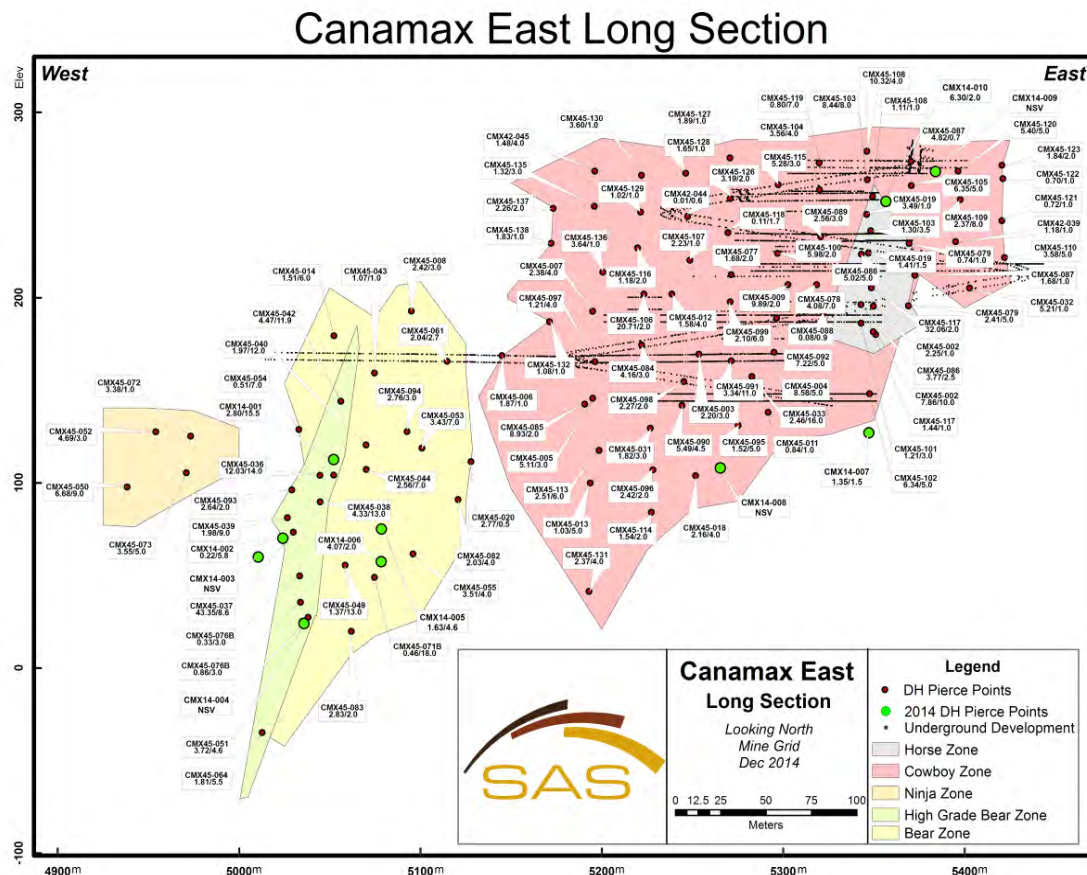 Canamax East Long Section
West
East
Elev
300
200
100
0
-100
4900m
5000m
5100m
5200m
5300m
5400m
CMX45-108
10.32/4.0
CMX45-119
0.80/7.0
CMX45-103
8.44/8.0
CMX45-108
1.11/1.0
CMX14-010
6.30/2.0
CMX14-009
NSV
CMX45-127
1.89/1.0
CMX45-130
3.60/1.0
CMX45-104
3.56/4.0
CMX45-087
4.82/0.7
CMX45-120
5.40/5.0
CMX42-045
1.48/4.0
CMX45-128
1.65/1.0
CMX45-115
5.28/3.0
CMX45-123
1.84/2.0
CMX45-135
1.32/3.0
CMX45-126
3.19/2.0
CMX45-105
6.35/5.0
CMX45-122
0.70/1.0
CMX45-129
1.02/1.0
CMX42-044
0.01/0.6
CMX45-019
3.49/1.0
CMX45-121
0.72/1.0
CMX45-137
2.26/2.0
CMX45-118
0.11/1.7
CMX45-089
2.56/3.0
CMX45-103
1.30/3.5
CMX45-109
2.37/8.0
CMX42-039
1.18/1.0
CMX45-138
1.83/1.0
CMX45-136
3.64/1.0
CMX45-107
2.23/1.0
CMX45-077
1.68/2.0
CMX45-100
5.98/2.0
CMX45-019
1.41/1.5
CMX45-079
0.74/1.0
CMX45-110
3.58/5.0
CMX45-008
2.42/3.0
CMX45-014
1.51/6.0
CMX45-043
1.07/1.0
CMX45-007
2.38/4.0
CMX45-116
1.18/2.0
CMX45-086
5.02/5.0
CMX45-087
1.68/1.0
CMX45-097
1.21/4.0
CMX45-009
9.89/2.0
CMX45-078
4.08/7.0
CMX45-032
5.21/1.0
CMX45-042
4.47/11.9
CMX45-061
2.04/2.7
CMX45-106
20.71/2.0
CMX45-012
1.58/4.0
CMX45-099
2.10/6.0
CMX45-088
0.08/0.9
CMX45-117
32.06/2.0
CMX45-079
2.41/5.0
CMX45-040
1.97/12.0
CMX45-132
1.08/1.0
CMX45-084
4.16/3.0
CMX45-092
7.22/5.0
CMX45-002
2.25/1.0
CMX45-072
3.38/1.0
CMX45-054
0.51/7.0
CMX45-094
2.76/3.0
CMX45-006
1.87/1.0
CMX45-098
2.27/2.0
CMX45-003
2.20/3.0
CMX45-091
3.34/11.0
CMX45-004
8.58/5.0
CMX45-086
3.77/2.5
CMX14-001
2.80/15.5
CMX45-053
3.43/7.0
CMX45-085
8.93/2.0
CMX45-033
2.46/16.0
CMX45-002
7.86/10.0
CMX45-052
4.69/3.0
CMX45-117
1.44/1.0
CMX45-036
12.03/14.0
CMX45-044
2.56/7.0
CMX45-005
5.11/3.0
CMX45-031
1.82/3.0
CMX45-090
5.49/4.5
CMX45-095
1.52/5.0
CMX45-011
0.84/1.0
CMX45-101
1.21/3.0
CMX45-050
6.68/9.0
CMX45-093
2.64/2.0
CMX45-038
4.33/13.0
CMX45-020
2.77/0.5
CMX45-113
2.51/6.0
CMX45-096
2.42/2.0
CMX14-007
1.35/1.5
CMX45-102
6.34/5.0
CMX14-008
NSV
CMX45-039
1.98/9.0
CMX14-006
4.07/2.0
CMX45-013
1.03/5.0
CMX45-114
1.54/2.0
CMX45-018
2.16/4.0
CMX45-073
3.55/5.0
CMX14-002
0.22/5.8
CMX45-082
2.03/4.0
CMX45-131
2.37/4.0
CMX14-003
NSV
CMX45-055
3.51/4.0
CMX45-037
43.35/8.6
CMX45-049
1.37/13.0
CMX14-005
1.63/4.6
CMX45-076B
0.33/3.0
CMX45-071B
0.46/18.0
CMX45-076B
0.86/3.0
CMX14-004
NSV
CMX45-083
2.83/2.0
CMX45-051
3.72/4.6
CMX45-064
1.81/5.5
SAS
Canamax East
Long Section
Looking North
Mine Grid
Dec 2014
0 12.5 25 50 75 100
Meters
Legend
DH Pierce Points
2014 DH Pierce Points
Underground Development
Horse Zone
Cowboy Zone
Ninja Zone
High Grade Bear Zone
Bear Zone